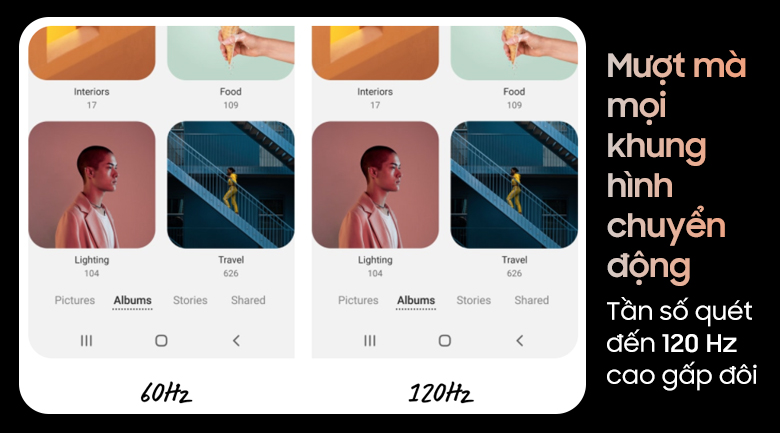 Interiors
17
Food
109
Lighting
104
Travel
626
Pictures Albums Stories Shared
60Hz
Interiors
17
Food
109
Lighting
104
Travel
626
Pictures Albums Stories Shared
120Hz
Mượt mà
mọi
khung
hình
chuyển
động
Tần số quét
đến 120 Hz
cao gấp đôi